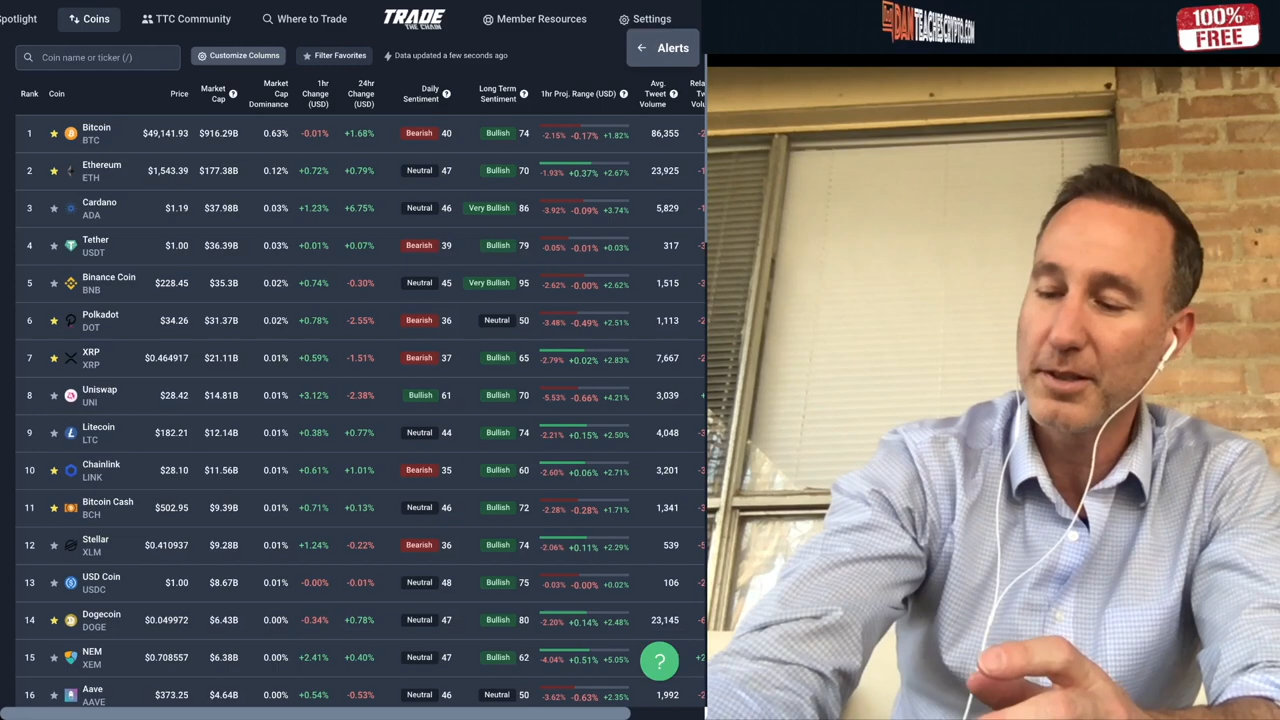 potlight Coins TTC Community Where to Trade TRADE THE CHAIN Member Resources Settings
Coin name or ticker (/) Customize Columns Filter Favorites Data updated a few seconds ago Alerts
Rank Coin Price Market Cap Market Cap Dominance 1hr Change (USD) 24hr Change (USD) Daily Sentiment Long Term Sentiment 1hr Proj. Range (USD) Avg. Tweet Volume
1 Bitcoin BTC $49,141.93 $916.29B 0.63% -0.01% +1.68% Bearish 40 Bullish 74 -2.15% -0.17% +1.82% 86,355
2 Ethereum ETH $1,543.39 $177.38B 0.12% +0.72% +0.79% Neutral 47 Bullish 70 -1.93% +0.37% +2.67% 23,925
3 Cardano ADA $1.19 $37.98B 0.03% +1.23% +6.75% Neutral 46 Very Bullish 86 -3.92% -0.09% +3.74% 5,829
4 Tether USDT $1.00 $36.39B 0.03% +0.01% +0.07% Bearish 39 Bullish 79 -0.05% -0.01% +0.03% 317
5 Binance Coin BNB $228.45 $35.3B 0.02% +0.74% -0.30% Neutral 45 Very Bullish 95 -2.62% -0.00% +2.62% 1,515
6 Polkadot DOT $34.26 $31.37B 0.02% +0.78% -2.55% Bearish 36 Neutral 50 -3.48% -0.49% +2.51% 1,113
7 XRP XRP $0.464917 $21.11B 0.01% +0.59% -1.51% Bearish 37 Bullish 65 -2.79% +0.02% +2.83% 7,667
8 Uniswap UNI $28.42 $14.81B 0.01% +3.12% -2.38% Bullish 61 Bullish 70 -5.53% -0.66% +4.21% 3,039
9 Litecoin LTC $182.21 $12.14B 0.01% +0.38% +0.77% Neutral 44 Bullish 74 -2.21% +0.15% +2.50% 4,048
10 Chainlink LINK $28.10 $11.56B 0.01% +0.61% +1.01% Bearish 35 Bullish 60 -2.60% +0.06% +2.71% 3,201
11 Bitcoin Cash BCH $502.95 $9.39B 0.01% +0.71% +0.13% Neutral 46 Bullish 72 -2.28% -0.28% +1.71% 1,341
12 Stellar XLM $0.410937 $9.28B 0.01% +1.24% -0.22% Bearish 36 Bullish 74 -2.06% +0.11% +2.29% 539
13 USD Coin USDC $1.00 $8.67B 0.01% -0.00% -0.01% Neutral 48 Bullish 75 -0.03% -0.00% +0.02% 106
14 Dogecoin DOGE $0.049972 $6.43B 0.00% -0.34% +0.78% Neutral 47 Bullish 80 -2.20% +0.14% +2.48% 23,145
15 NEM XEM $0.708557 $6.38B 0.00% +2.41% +0.40% Neutral 47 Bullish 62 -4.04% +0.51% +5.05%
16 Aave AAVE $373.25 $4.64B 0.00% +0.54% -0.53% Neutral 46 Neutral 50 -3.62% -0.63% +2.35% 1,992
?
DANTEACHESCRYPTO.COM
100% FREE